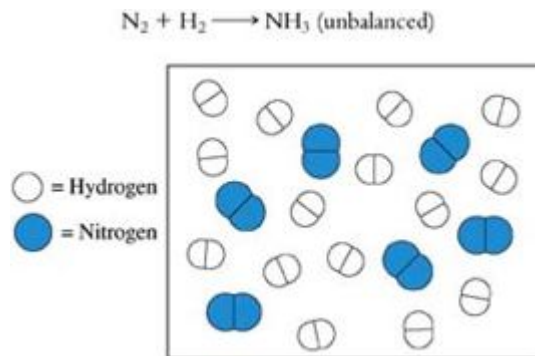 N₂ + H₂ ⟶ NH₃ (unbalanced)
= Hydrogen
= Nitrogen